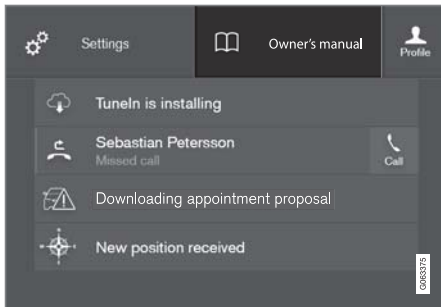 Settings
Owner's manual
Profile
TuneIn is installing
Sebastian Petersson
Missed call
Call
Downloading appointment proposal
New position received
G063375